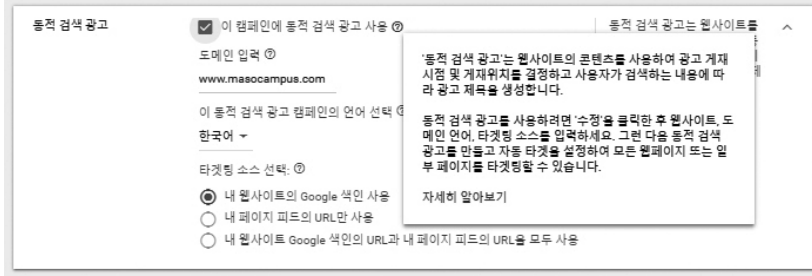 동적 검색 광고
이 캠페인에 동적 검색 광고 사용
동적 검색 광고는 웹사이트를
도메인 입력
www.masocampus.com
이 동적 검색 광고 캠페인의 언어 선택
한국어
타겟팅 소스 선택:
내 웹사이트의 Google 색인 사용
내 페이지 피드의 URL만 사용
내 웹사이트 Google 색인의 URL과 내 페이지 피드의 URL을 모두 사용
'동적 검색 광고'는 웹사이트의 콘텐츠를 사용하여 광고 게재
시점 및 게재위치를 결정하고 사용자가 검색하는 내용에 따
라 광고 제목을 생성합니다.
동적 검색 광고를 사용하려면 '수정'을 클릭한 후 웹사이트, 도
메인 언어, 타겟팅 소스를 입력하세요. 그런 다음 동적 검색
광고를 만들고 자동 타겟을 설정하여 모든 웹페이지 또는 일
부 페이지를 타겟팅할 수 있습니다.
자세히 알아보기